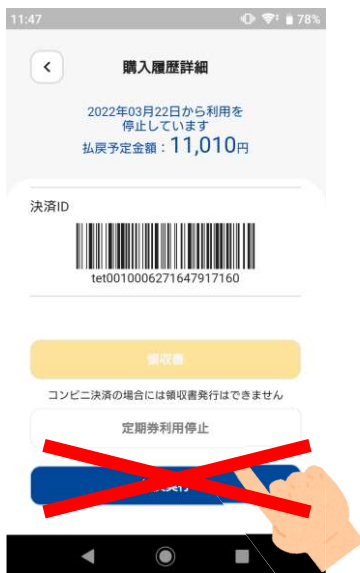 11:47
78%
購入履歴詳細
2022年03月22日から利用を
停止しています
払戻予定金額：11,010円
決済ID
tet0010006271647917160
領収書
コンビニ決済の場合には領収書発行はできません
定期券利用停止